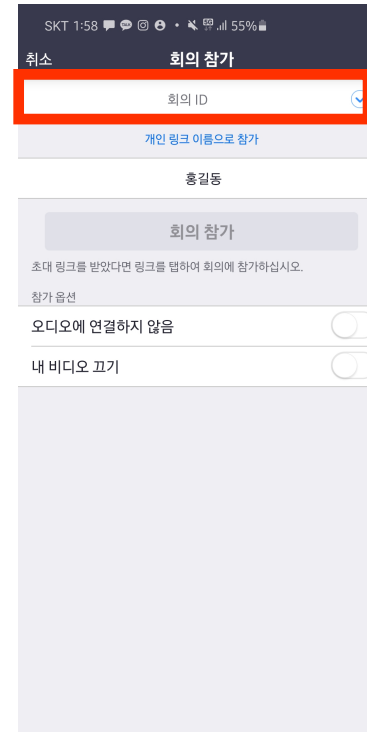 SKT 1:58 55%
취소 회의 참가
회의 ID
개인 링크 이름으로 참가
홍길동
회의 참가
초대 링크를 받았다면 링크를 탭하여 회의에 참가하십시오.
참가 옵션
오디오에 연결하지 않음
내 비디오 끄기